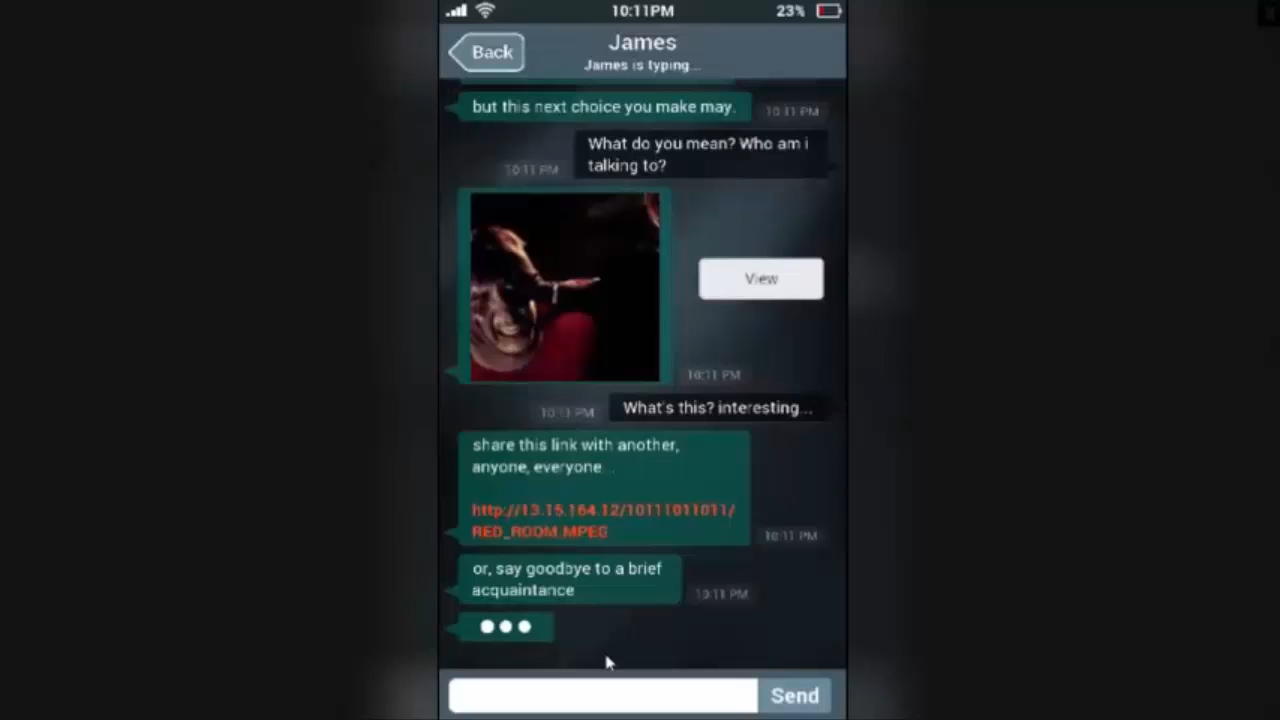 10:11PM
23%
Back
James
James is typing...
but this next choice you make may.
10:11 PM
What do you mean? Who am i
talking to?
10:11 PM
View
10:11 PM
What's this? interesting...
10:11 PM
share this link with another,
anyone, everyone...
http://13.15.164.12/10111011011/
RED_ROOM.MPEG
10:11 PM
or, say goodbye to a brief
acquaintance
10:11 PM
Send